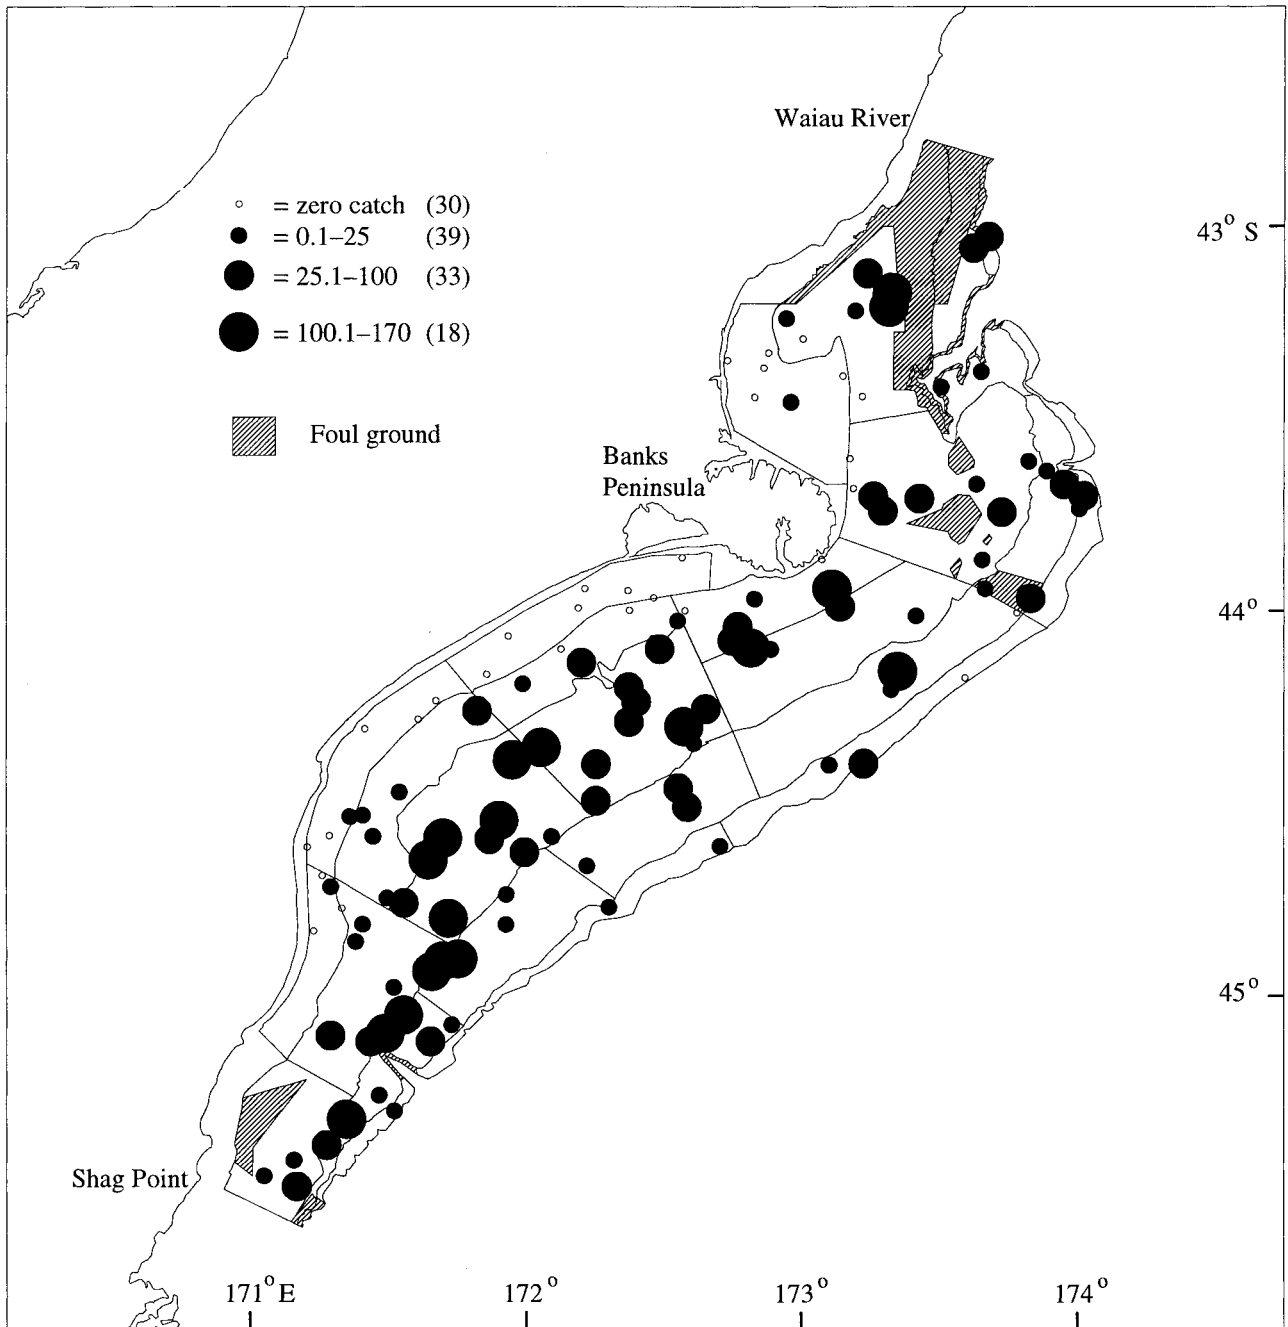 Waiau River
= zero catch (30)
= 0.1–25 (39)
= 25.1–100 (33)
= 100.1–170 (18)
Foul ground
43° S
Banks
Peninsula
44°
45°
Shag Point
171° E
172°
173°
174°